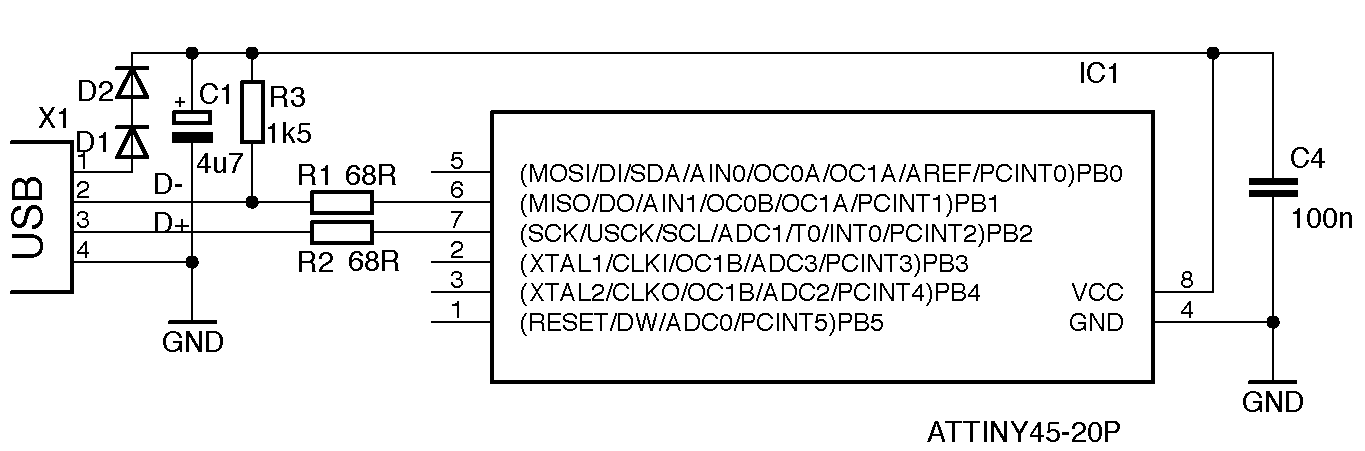 IC1
D2
+
C1
R3
X1
D1
1k5
1
4u7
USB
D-
2
R1 68R
3
D+
R2 68R
4
GND
5
(MOSI/DI/SDA/AIN0/OC0A/OC1A/AREF/PCINT0)PB0
6
(MISO/DO/AIN1/OC0B/OC1A/PCINT1)PB1
7
(SCK/USCK/SCL/ADC1/T0/INT0/PCINT2)PB2
2
(XTAL1/CLKI/OC1B/ADC3/PCINT3)PB3
3
(XTAL2/CLKO/OC1B/ADC2/PCINT4)PB4
1
(RESET/DW/ADC0/PCINT5)PB5
VCC
8
GND
4
C4
100n
GND
ATTINY45-20P